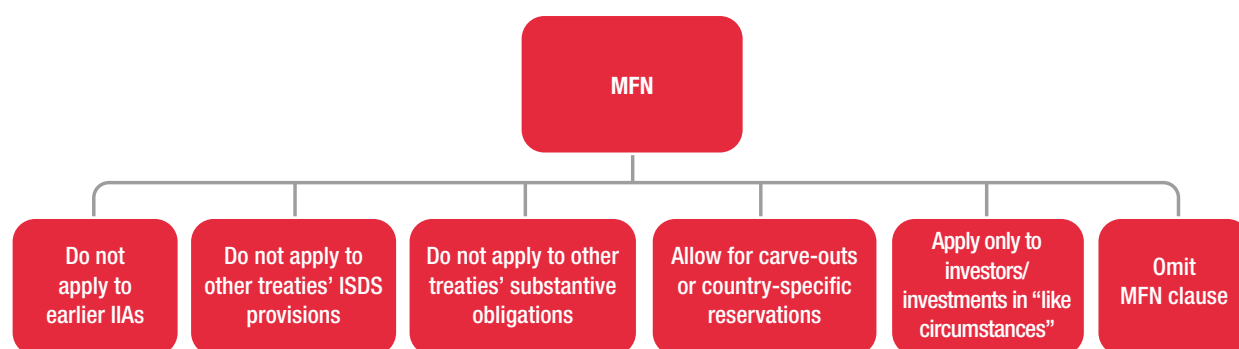 MFN
Do not
apply to
earlier IIAs
Do not apply to
other treaties’ ISDS
provisions
Do not apply to other
treaties’ substantive
obligations
Allow for carve-outs
or country-specific
reservations
Apply only to
investors/
investments in “like
circumstances”
Omit
MFN clause